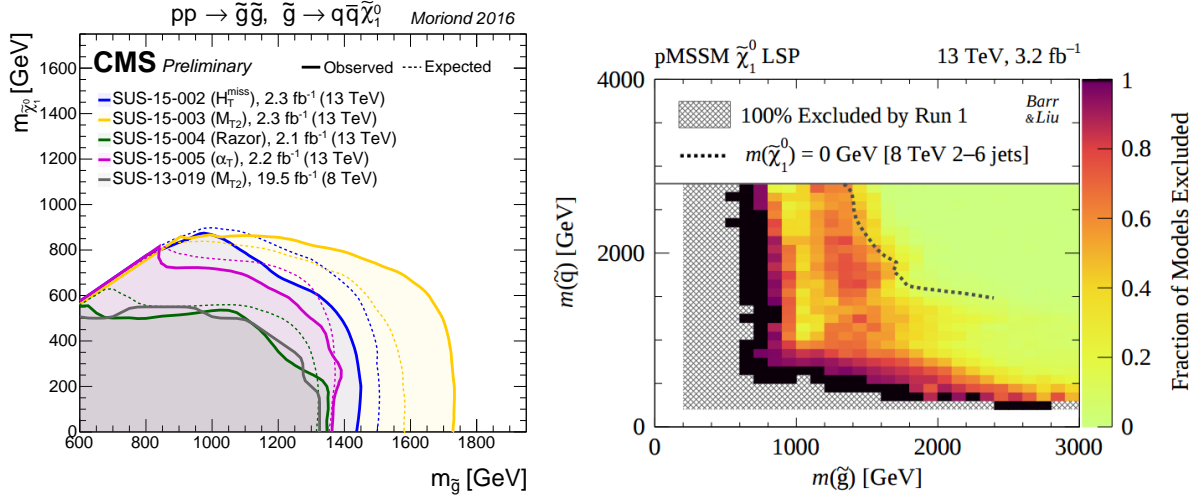 pp → g̃g̃, g̃ → qq̄χ̃₁⁰ Moriond 2016
CMS Preliminary
Observed Expected
SUS-15-002 (H_T^miss), 2.3 fb⁻¹ (13 TeV)
SUS-15-003 (M_T2), 2.3 fb⁻¹ (13 TeV)
SUS-15-004 (Razor), 2.1 fb⁻¹ (13 TeV)
SUS-15-005 (α_T), 2.2 fb⁻¹ (13 TeV)
SUS-13-019 (M_T2), 19.5 fb⁻¹ (8 TeV)
m_χ̃₁⁰ [GeV]
1600
1400
1200
1000
800
600
400
200
0
600 800 1000 1200 1400 1600 1800
m_g̃ [GeV]
pMSSM χ̃₁⁰ LSP 13 TeV, 3.2 fb⁻¹
100% Excluded by Run 1
Barr
&Liu
m(χ̃₁⁰) = 0 GeV [8 TeV 2–6 jets]
m(q̃) [GeV]
4000
2000
0
0 1000 2000 3000
m(g̃) [GeV]
1
0.8
0.6
0.4
0.2
0
Fraction of Models Excluded